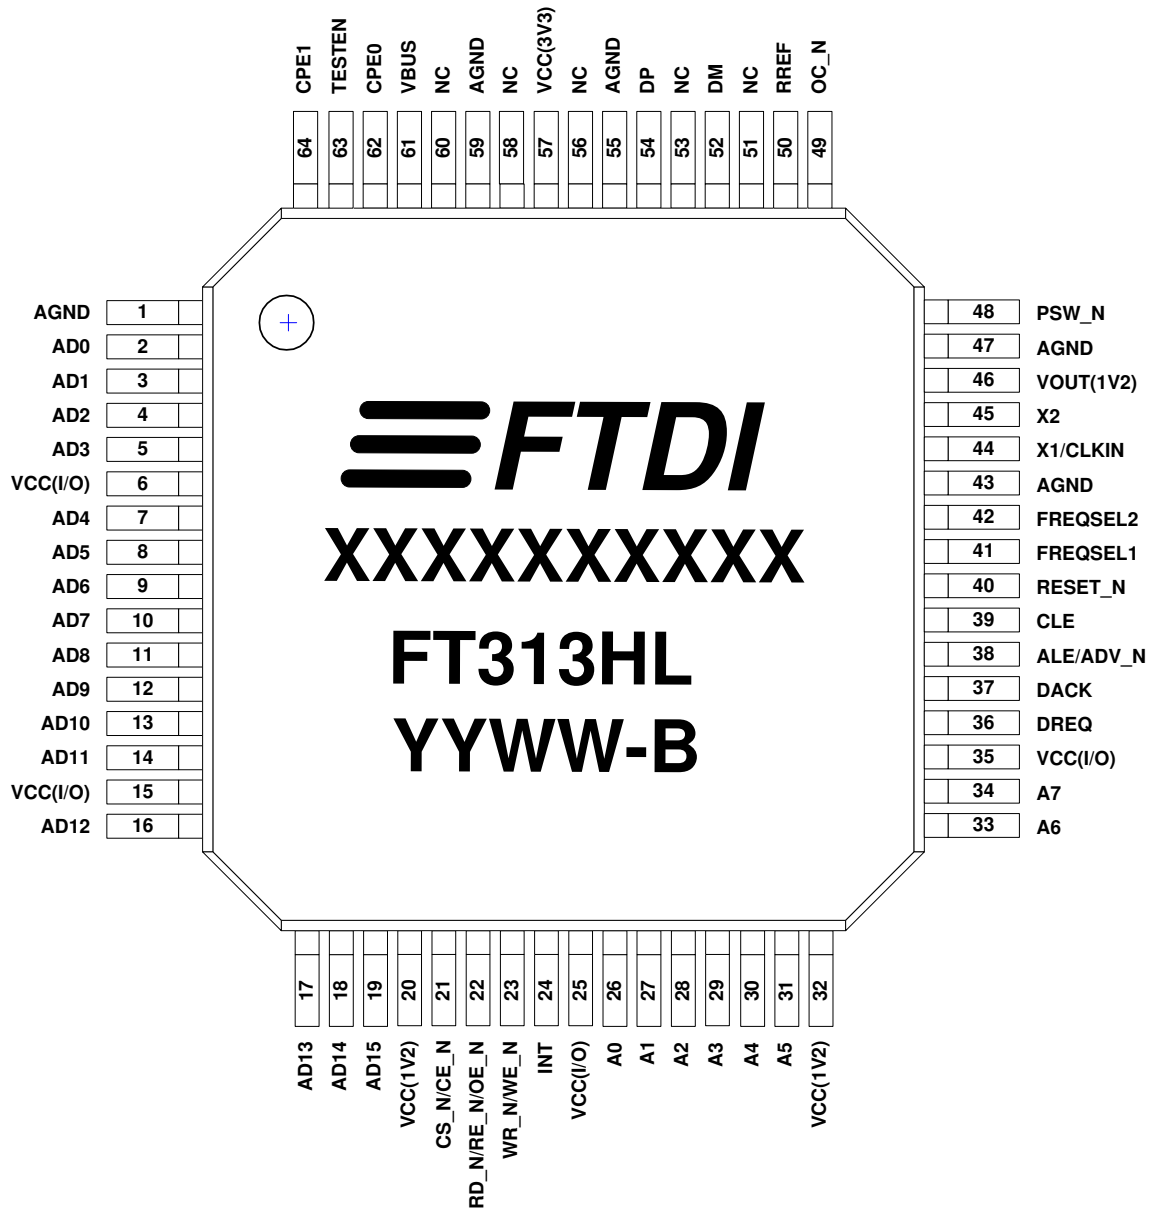 CPE1
TESTEN
CPE0
VBUS
NC
AGND
NC
VCC(3V3)
NC
AGND
DP
NC
DM
NC
RREF
OC_N
64
63
62
61
60
59
58
57
56
55
54
53
52
51
50
49
AGND 1
AD0 2
AD1 3
AD2 4
AD3 5
VCC(I/O) 6
AD4 7
AD5 8
AD6 9
AD7 10
AD8 11
AD9 12
AD10 13
AD11 14
VCC(I/O) 15
AD12 16
FTDI
XXXXXXXXXX
FT313HL
YYWW-B
48 PSW_N
47 AGND
46 VOUT(1V2)
45 X2
44 X1/CLKIN
43 AGND
42 FREQSEL2
41 FREQSEL1
40 RESET_N
39 CLE
38 ALE/ADV_N
37 DACK
36 DREQ
35 VCC(I/O)
34 A7
33 A6
17
18
19
20
21
22
23
24
25
26
27
28
29
30
31
32
AD13
AD14
AD15
VCC(1V2)
CS_N/CE_N
RD_N/RE_N/OE_N
WR_N/WE_N
INT
VCC(I/O)
A0
A1
A2
A3
A4
A5
VCC(1V2)